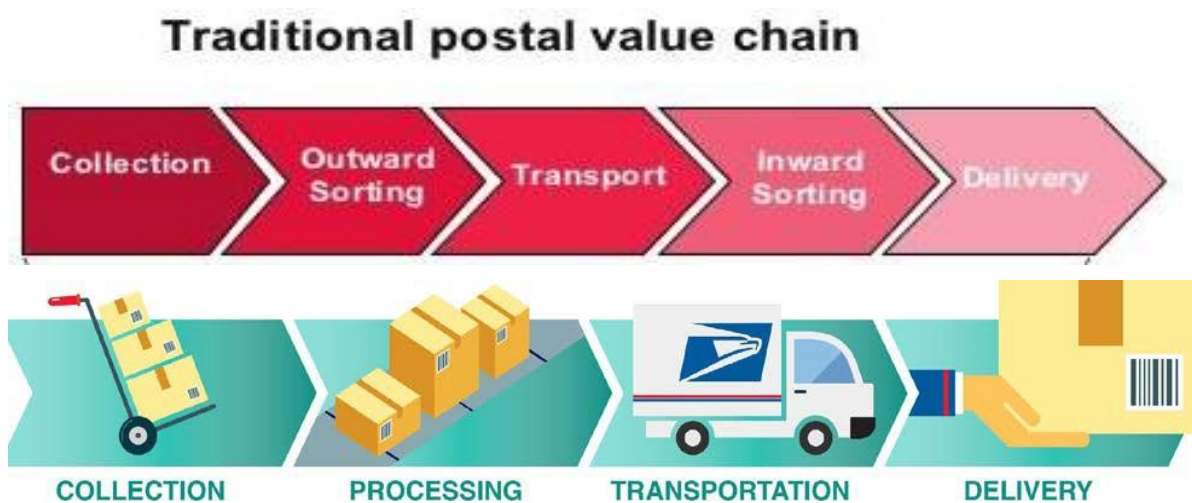 Traditional postal value chain
Collection
Outward
Sorting
Transport
Inward
Sorting
Delivery
COLLECTION
PROCESSING
TRANSPORTATION
DELIVERY